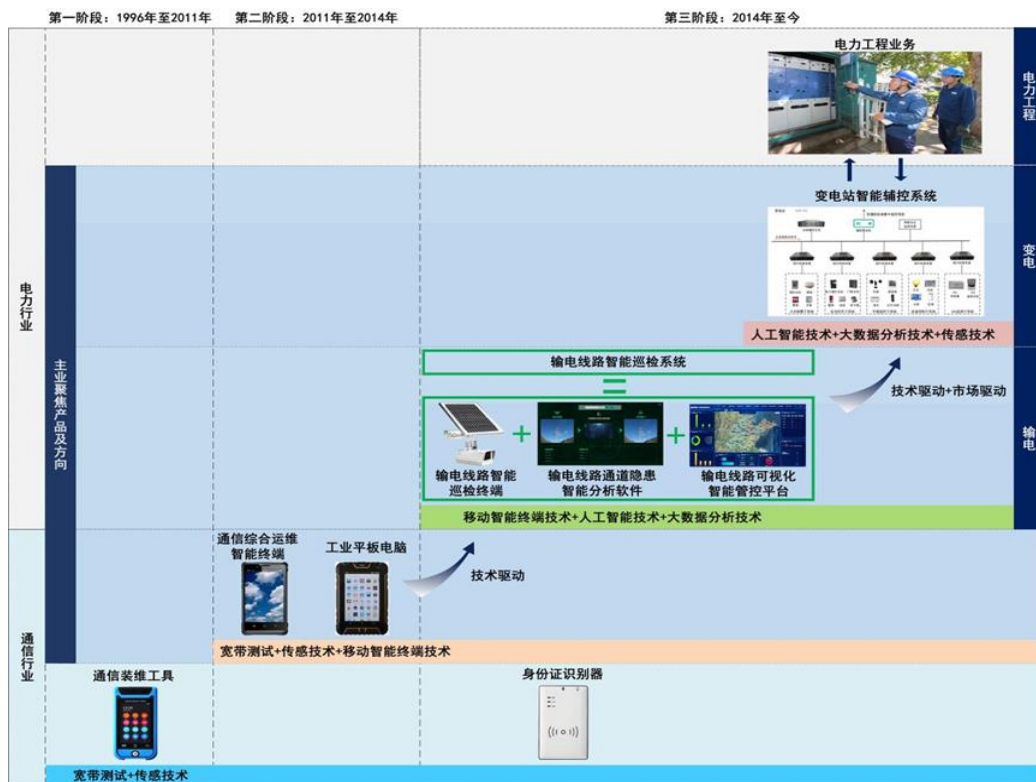 第一阶段：1996年至2011年
第二阶段：2011年至2014年
第三阶段：2014年至今
电力工程业务
电力工程
变电站智能辅控系统
变电
人工智能技术+大数据分析技术+传感技术
电力行业
主业聚焦产品及方向
输电线路智能巡检系统
=
技术驱动+市场驱动
输电
+
+
输电线路智能
巡检终端
输电线路通道隐患
智能分析软件
输电线路可视化
智能管控平台
移动智能终端技术+人工智能技术+大数据分析技术
通信综合运维
智能终端
工业平板电脑
技术驱动
宽带测试+传感技术+移动智能终端技术
通信行业
通信装维工具
身份证识别器
宽带测试+传感技术